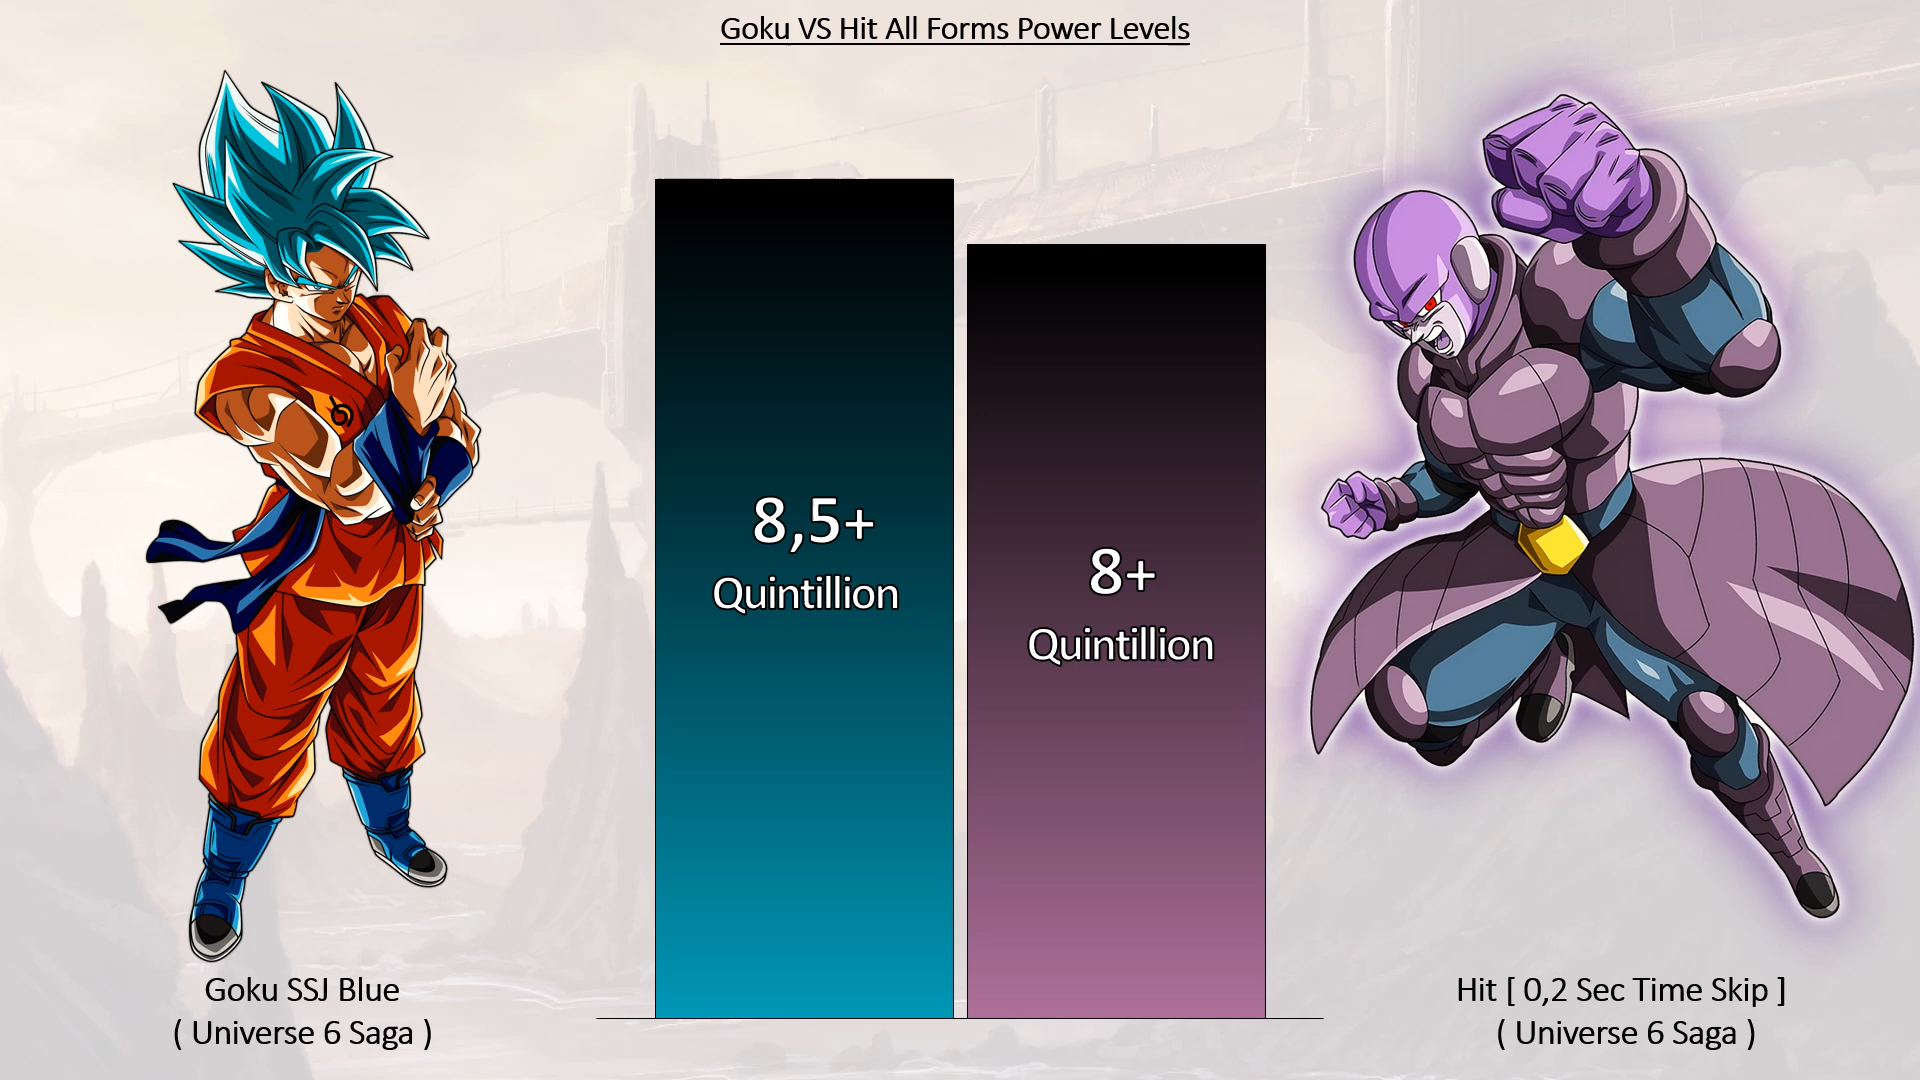 Goku VS Hit All Forms Power Levels
8,5+
Quintillion
8+
Quintillion
Goku SSJ Blue
( Universe 6 Saga )
Hit [ 0,2 Sec Time Skip ]
( Universe 6 Saga )